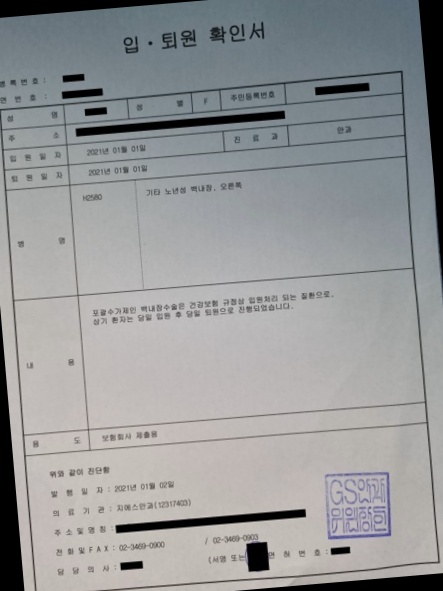 입·퇴원 확인서
병 록 번 호 :
연 번 호 :
성 명 성 별 F 주민등록번호
주 소
입 원 일 자 2021년 01월 01일 진 료 과 안과
퇴 원 일 자 2021년 01월 01일
병 명 H2580 기타 노년성 백내장, 오른쪽
내 용 포괄수가제인 백내장수술은 건강보험 규정상 입원처리 되는 질환으로,
상기 환자는 당일 입원 후 당일 퇴원으로 진행되었습니다.
용 도 보험회사 제출용
위와 같이 진단함
발 행 일 자 : 2021년 01월 02일
의 료 기 관 : 지에스안과(12317403)
주 소 및 명 칭 :
전 화 및 F A X : 02-3469-0900 / 02-3469-0903
담 당 의 사 : (서명 또는 면 허 번 호 :
GS안과